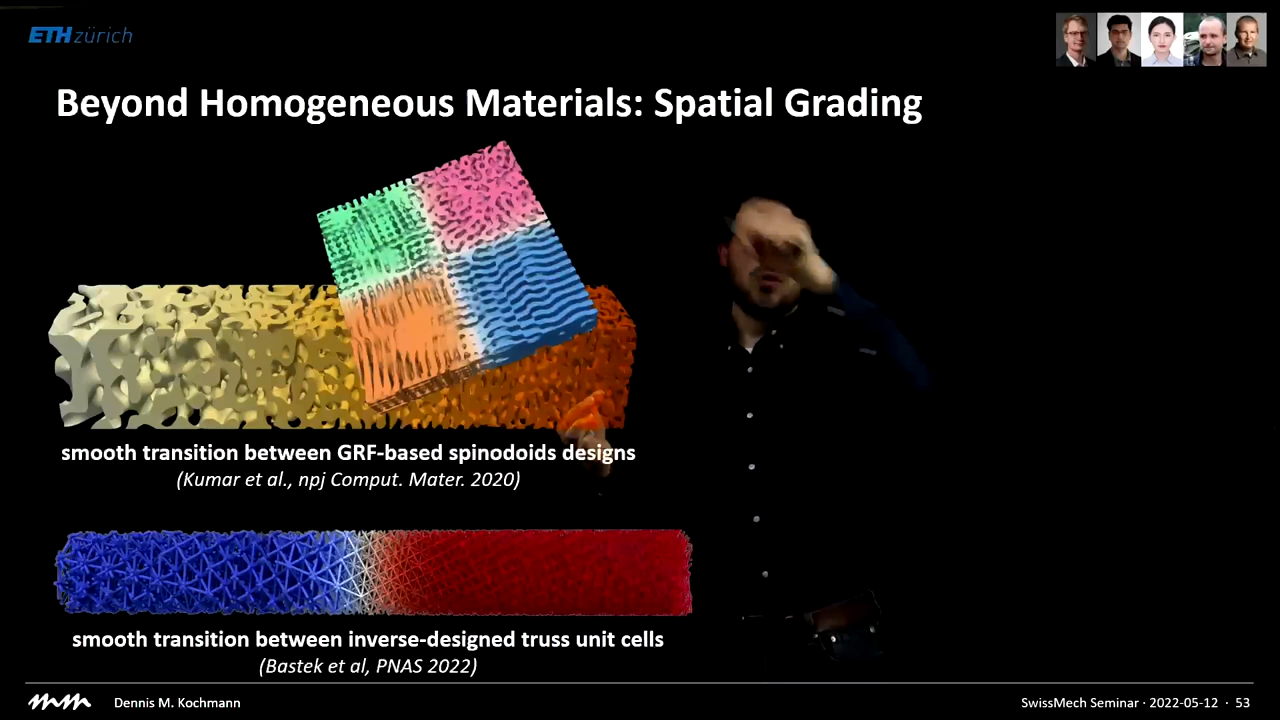 ETH zürich
Beyond Homogeneous Materials: Spatial Grading
smooth transition between GRF-based spinodoids designs
(Kumar et al., npj Comput. Mater. 2020)
smooth transition between inverse-designed truss unit cells
(Bastek et al, PNAS 2022)
Dennis M. Kochmann
SwissMech Seminar · 2022-05-12 · 53